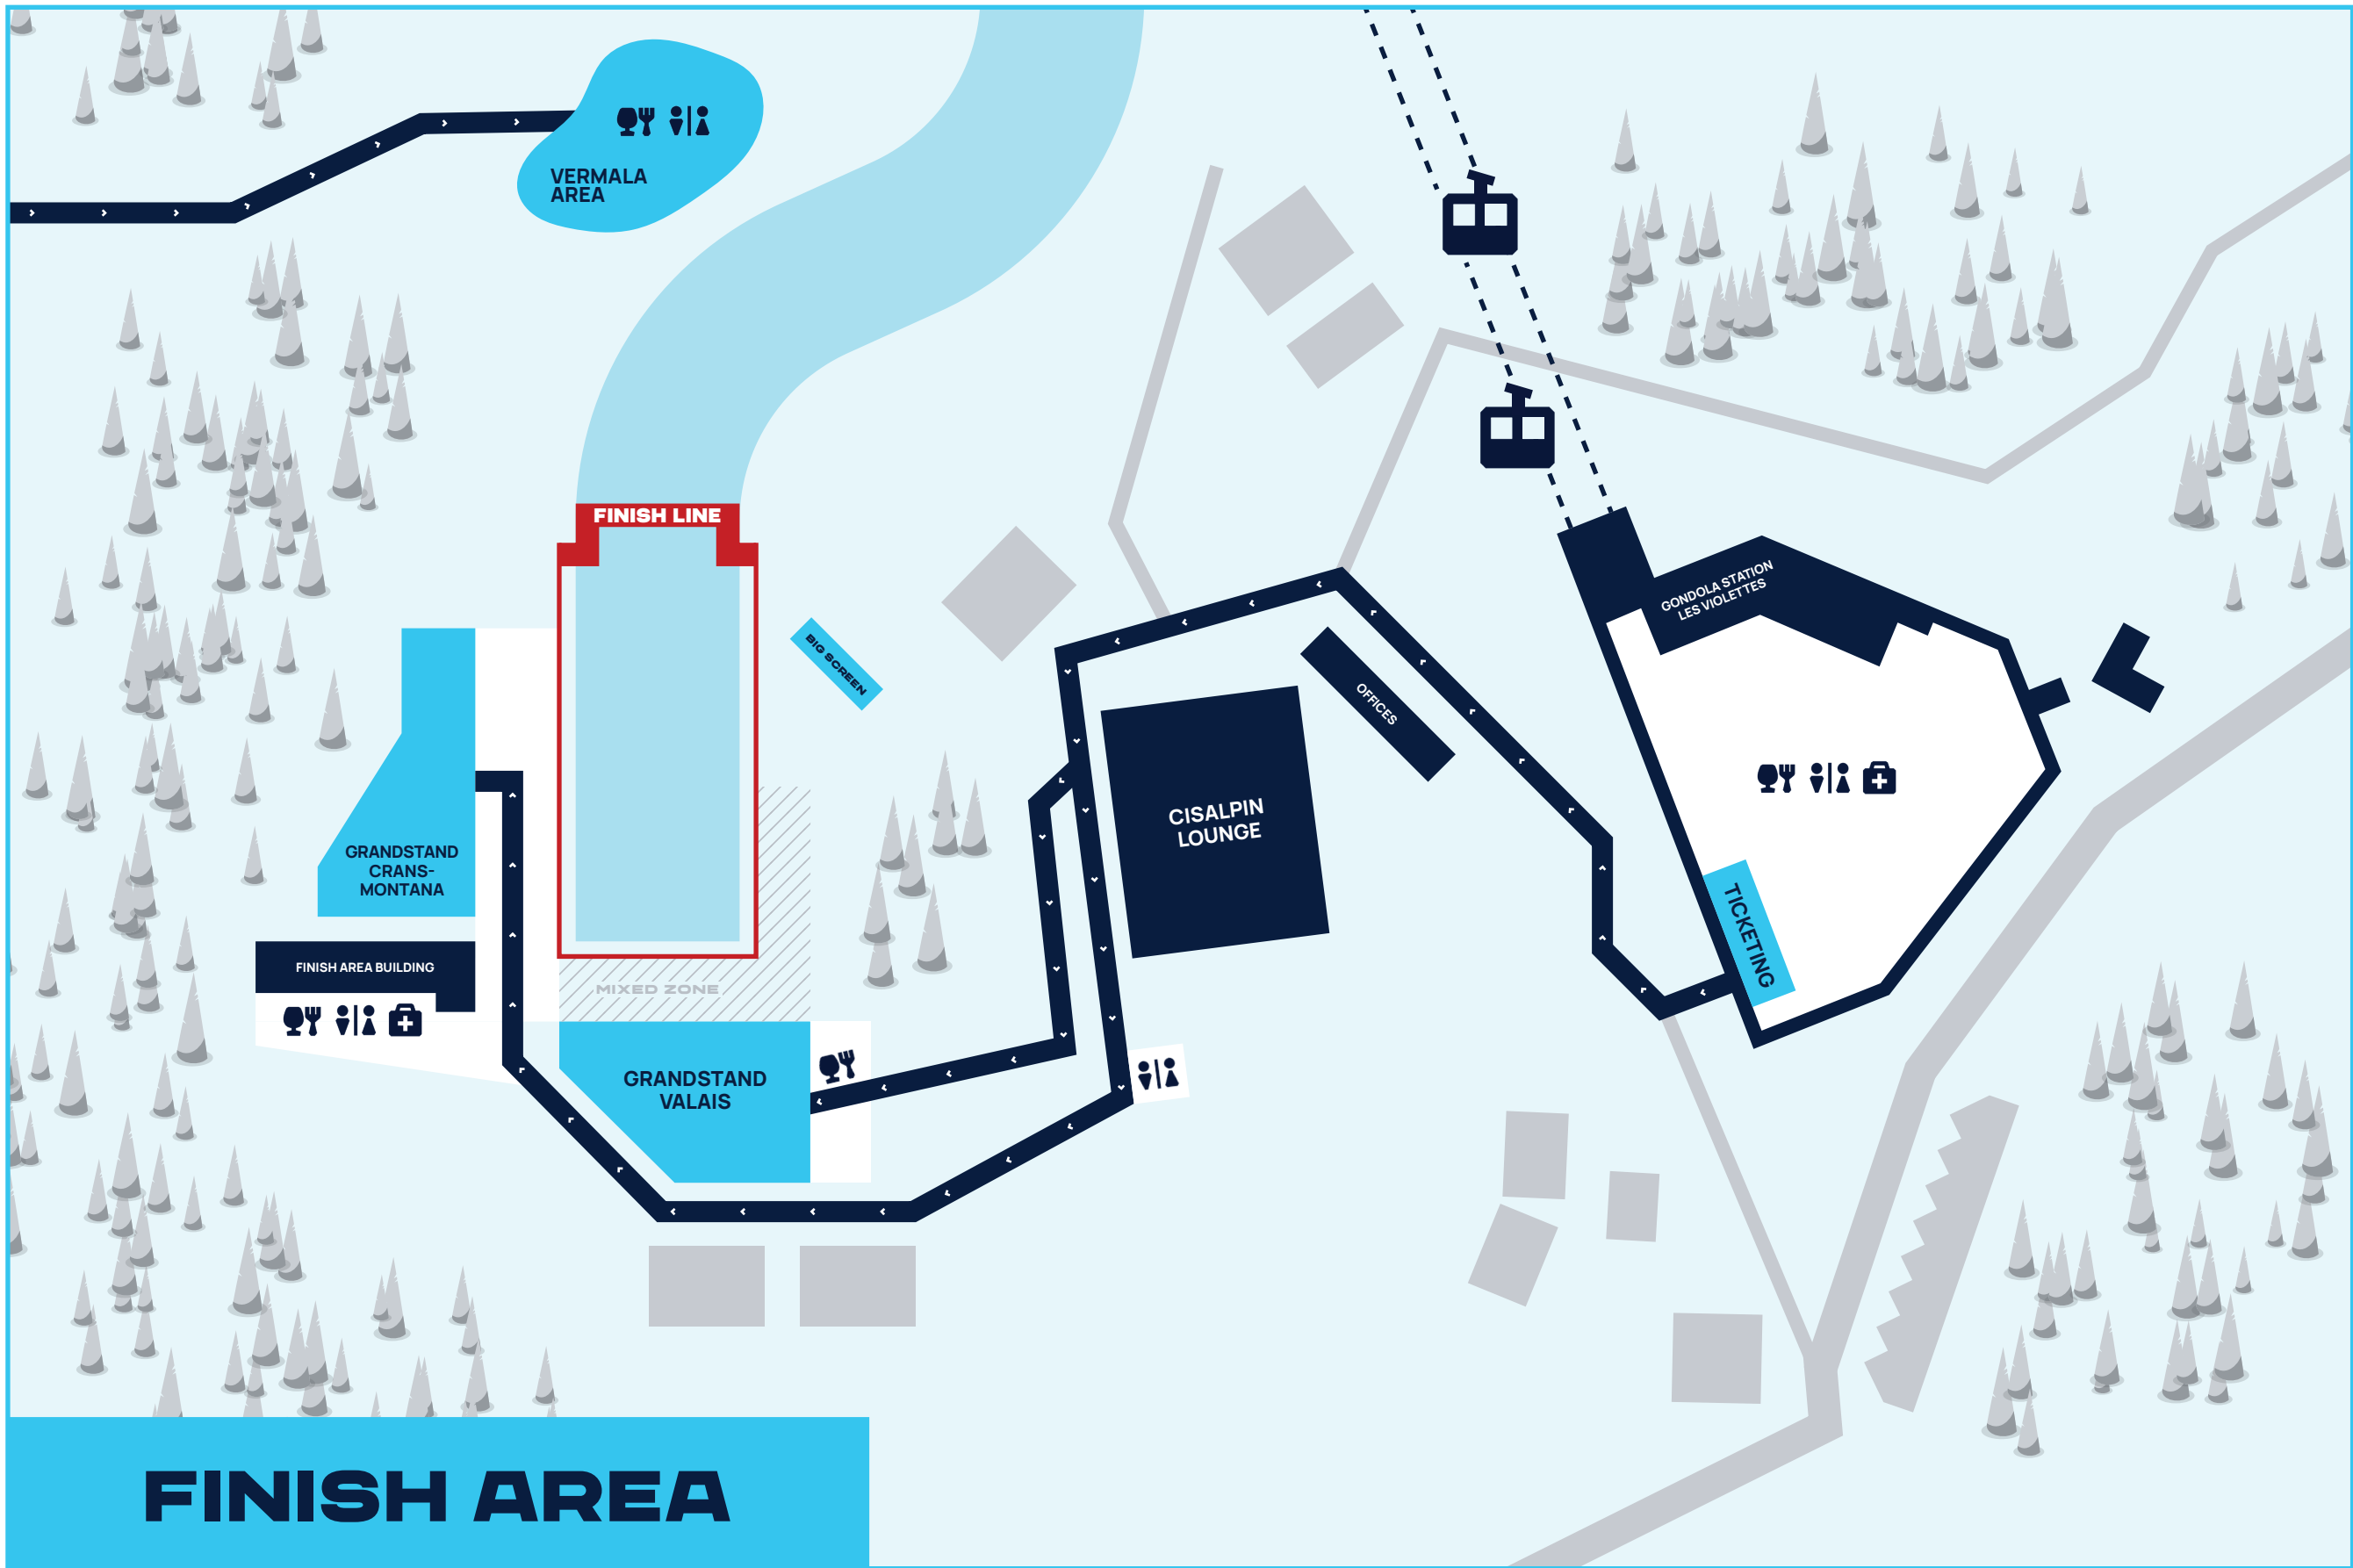 VERMALA
AREA
FINISH LINE
GONDOLA STATION
LES VIOLETTES
BIG SCREEN
OFFICES
CISALPIN
LOUNGE
GRANDSTAND
CRANS-
MONTANA
TICKETING
FINISH AREA BUILDING
MIXED ZONE
GRANDSTAND
VALAIS
FINISH AREA